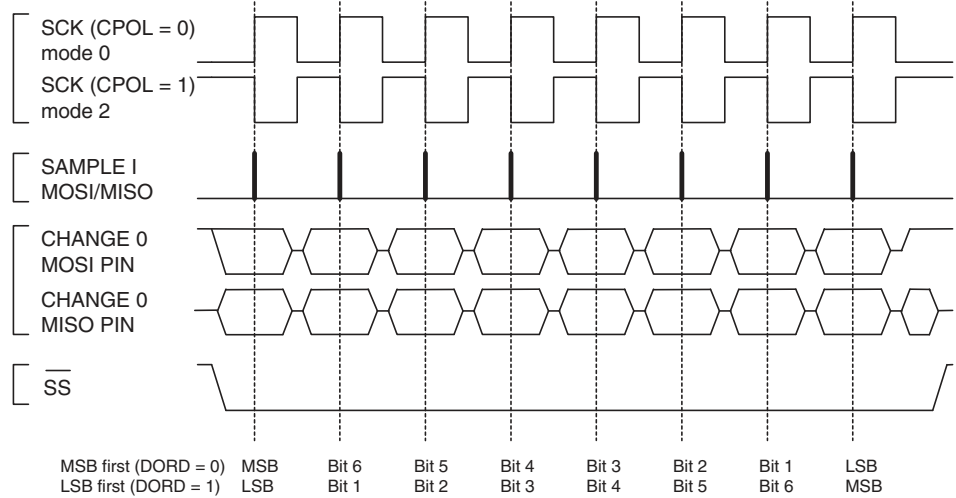 SCK (CPOL = 0)
mode 0
SCK (CPOL = 1)
mode 2
SAMPLE I
MOSI/MISO
CHANGE 0
MOSI PIN
CHANGE 0
MISO PIN
SS
MSB first (DORD = 0) MSB Bit 6 Bit 5 Bit 4 Bit 3 Bit 2 Bit 1 LSB
LSB first (DORD = 1) LSB Bit 1 Bit 2 Bit 3 Bit 4 Bit 5 Bit 6 MSB